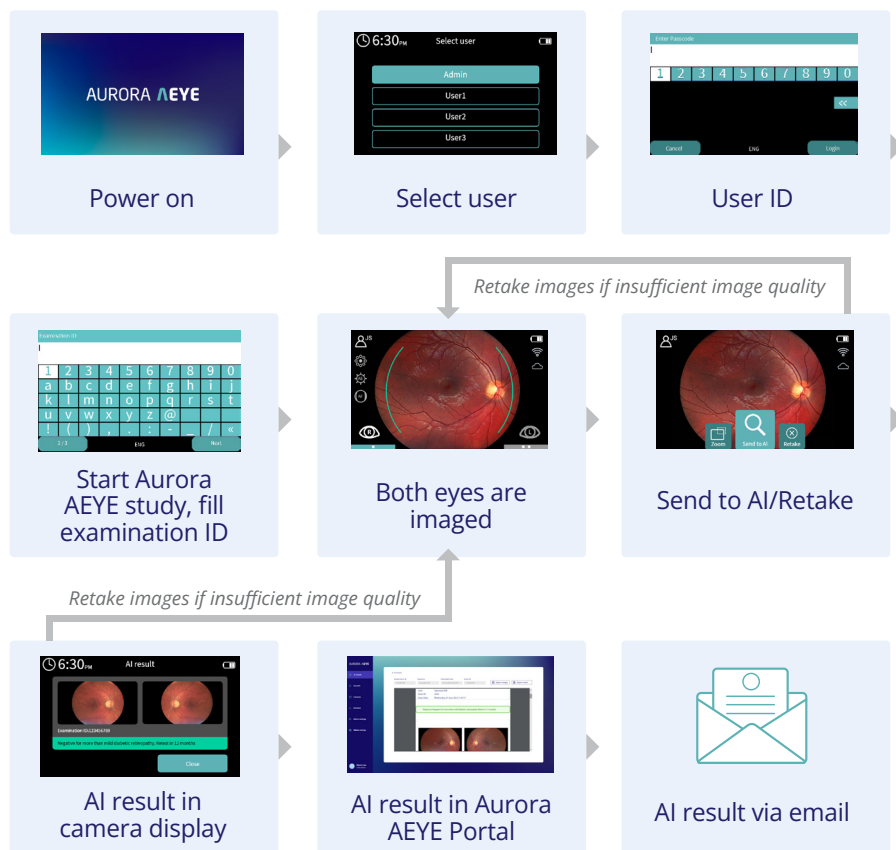 AURORA AEYE
Power on
6:30PM
Select user
Admin
User1
User2
User3
Select user
Enter Passcode
1 2 3 4 5 6 7 8 9 0
<<
Cancel
ENG
Login
User ID
Retake images if insufficient image quality
Examination ID
1 2 3 4 5 6 7 8 9 0
a b c d e f g h i j
k l m n o p q r s t
u v w x y z @
! ( ) , . : - _ / «
1/3
ENG
Next
Start Aurora
AEYE study, fill
examination ID
JS
R
L
Both eyes are
imaged
JS
Zoom
Send to AI
Retake
Send to AI/Retake
Retake images if insufficient image quality
6:30PM
AI result
Examination ID:123456789
Negative for more than mild diabetic retinopathy. Retest in 12 months
Close
AI result in
camera display
AURORA AEYE
AI result in Aurora
AEYE Portal
AI result via email